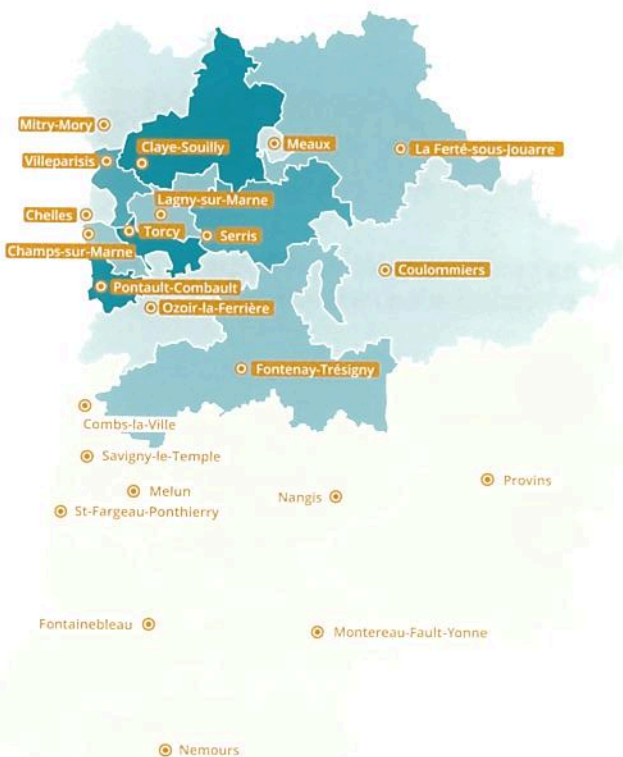 Mitry-Mory
Claye-Souilly
Meaux
La Ferté-sous-Jouarre
Villeparisis
Lagny-sur-Marne
Chelles
Torcy
Serris
Champs-sur-Marne
Coulommiers
Pontault-Combault
Ozoir-la-Ferrière
Fontenay-Trésigny
Combs-la-Ville
Savigny-le-Temple
Melun
Nangis
Provins
St-Fargeau-Ponthierry
Fontainebleau
Montereau-Fault-Yonne
Nemours